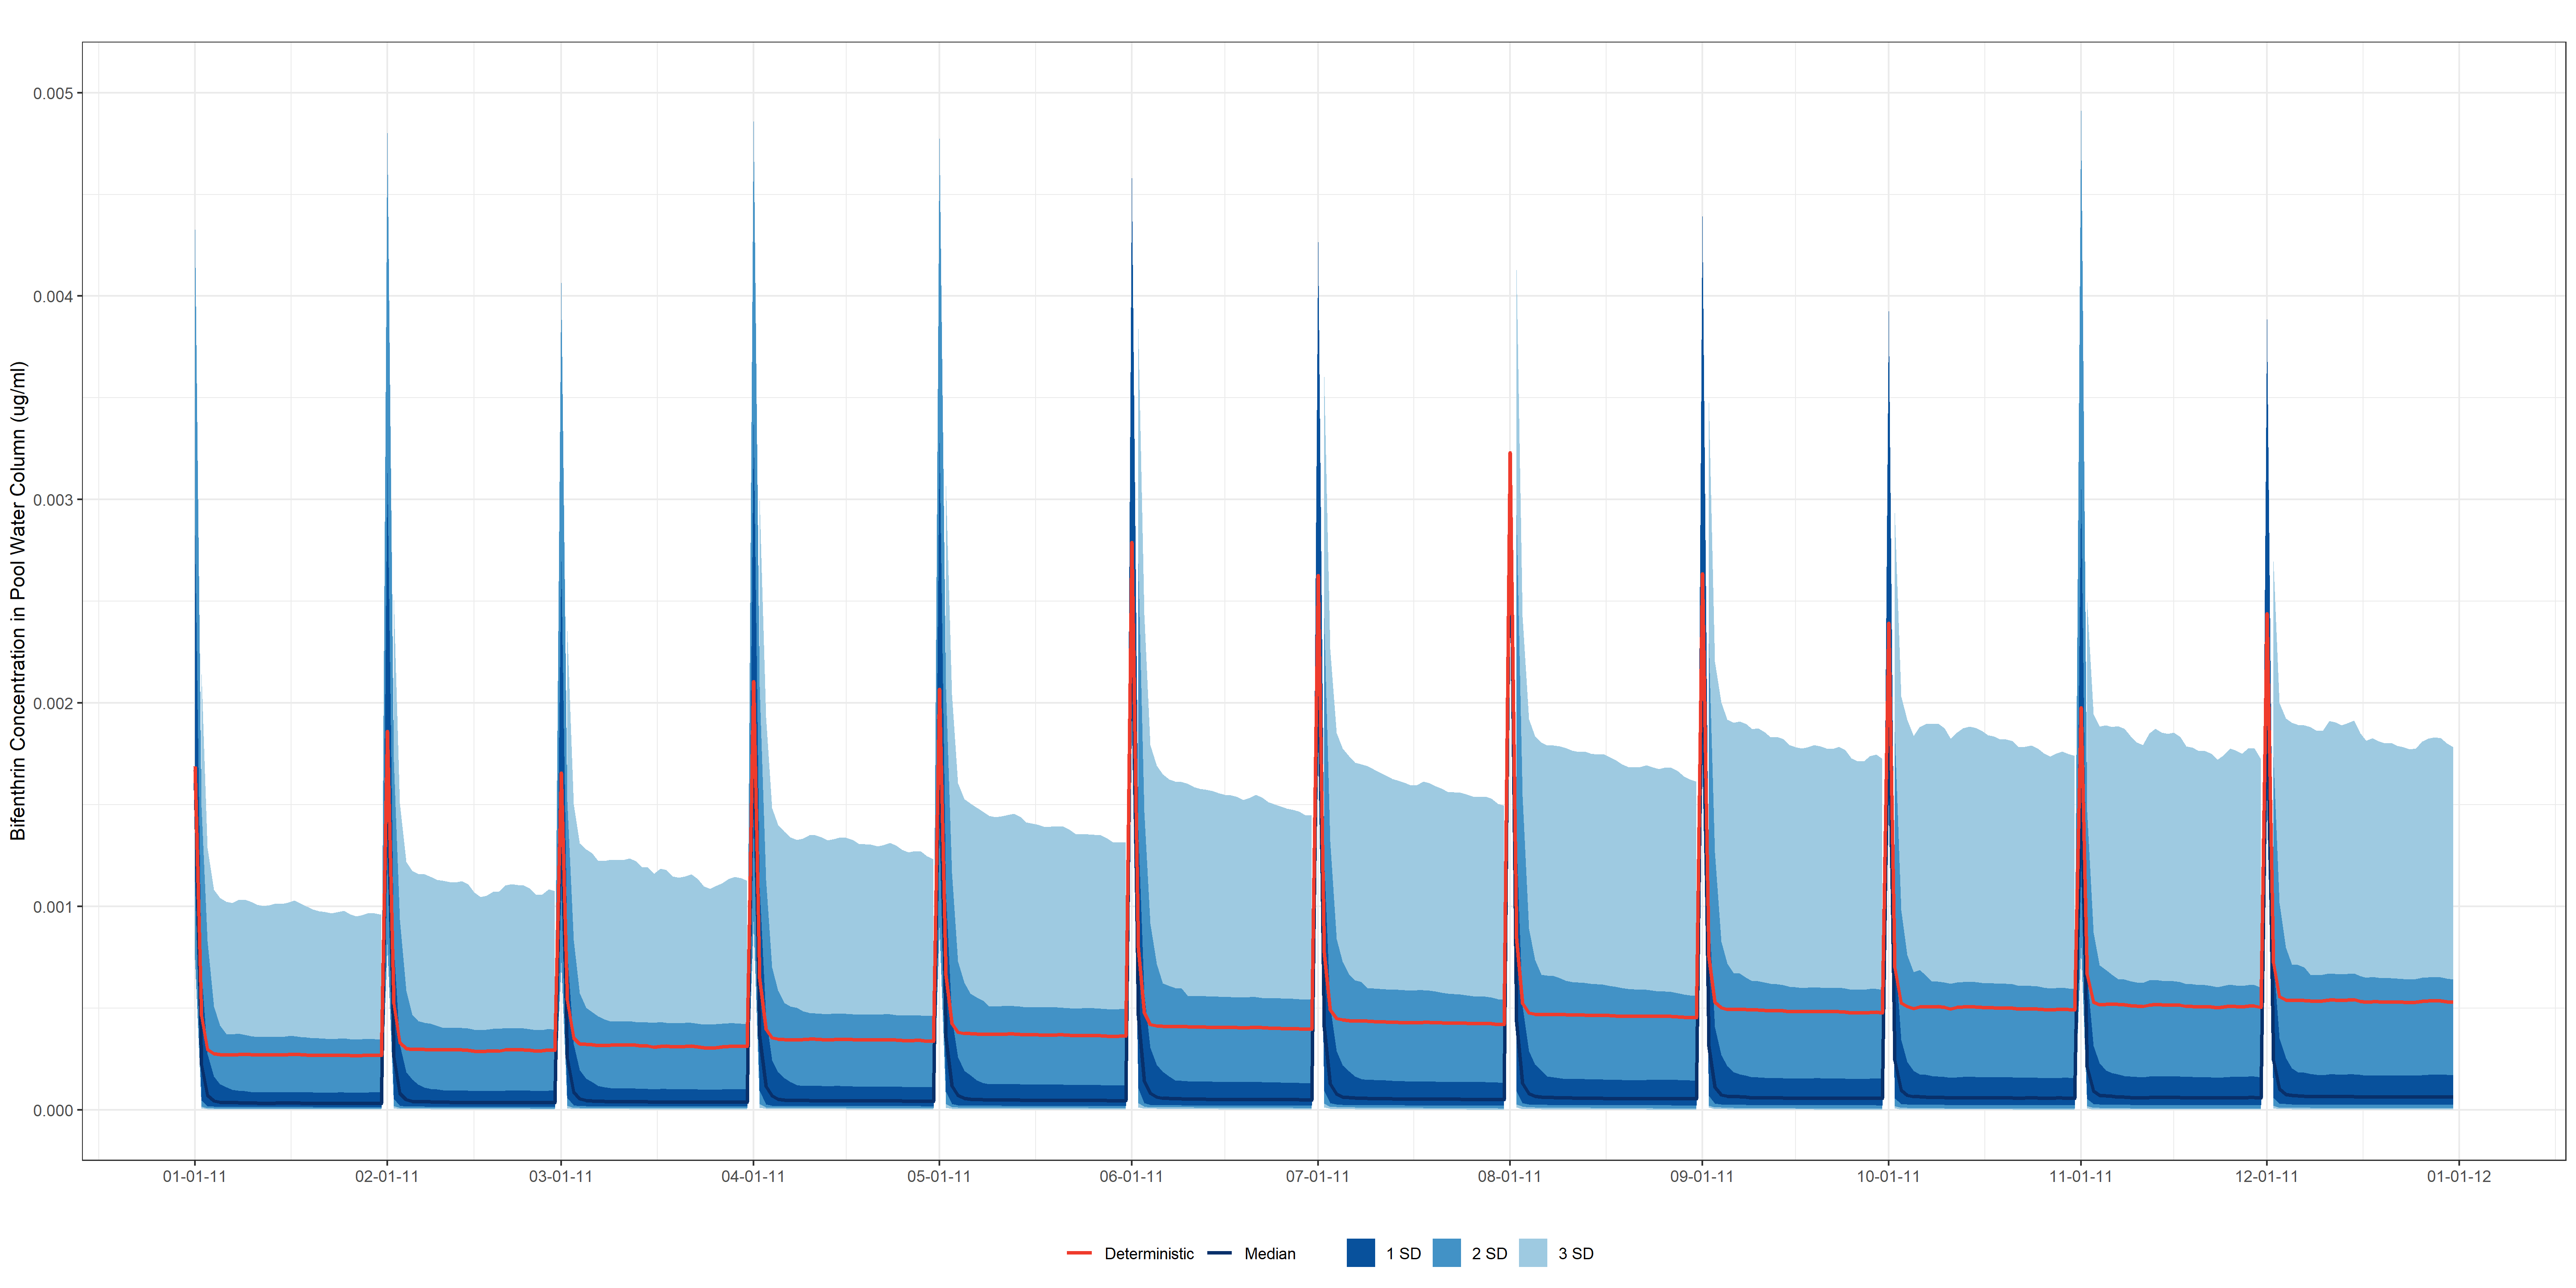 Bifenthrin Concentration in Pool Water Column (ug/ml)
0.005
0.004
0.003
0.002
0.001
0.000
01-01-11 02-01-11 03-01-11 04-01-11 05-01-11 06-01-11 07-01-11 08-01-11 09-01-11 10-01-11 11-01-11 12-01-11 01-01-12
Deterministic Median 1 SD 2 SD 3 SD